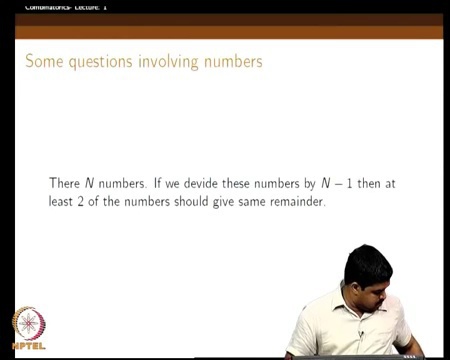 Combinatorics- Lecture: 1
Some questions involving numbers
There N numbers. If we devide these numbers by N − 1 then at
least 2 of the numbers should give same remainder.
NPTEL